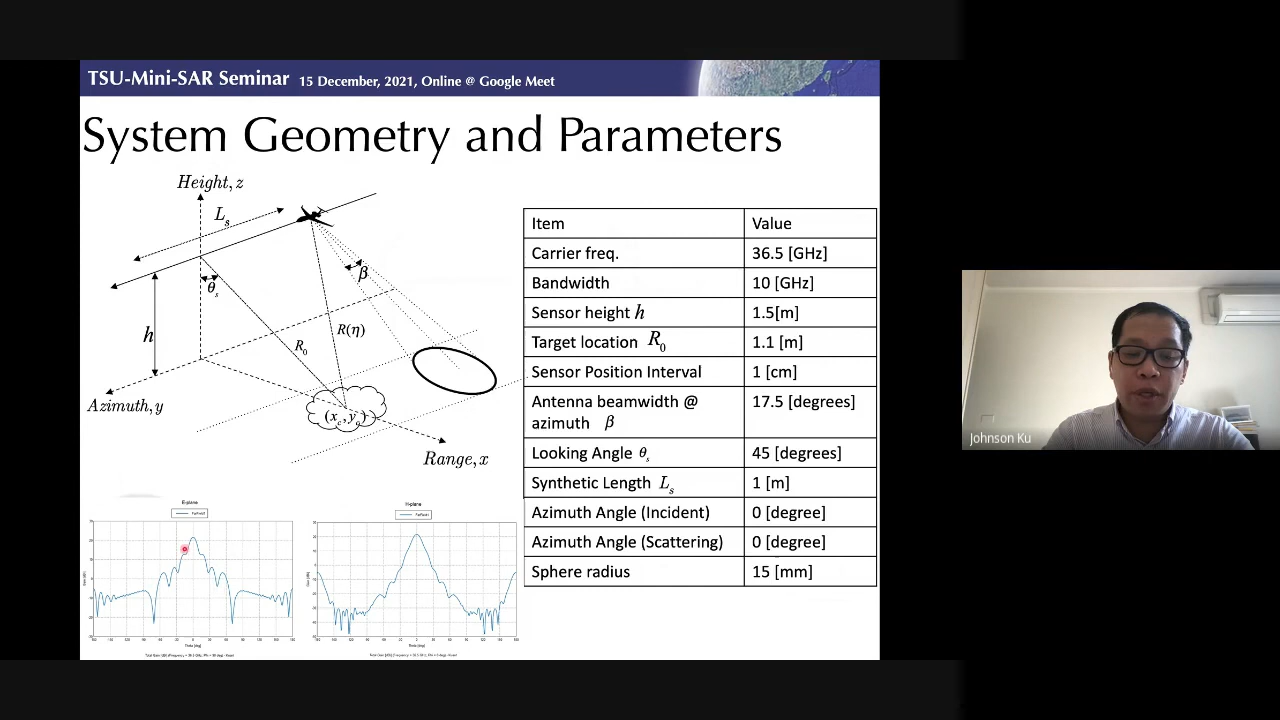 TSU-Mini-SAR Seminar 15 December, 2021, Online @ Google Meet
System Geometry and Parameters
Height, z
L_s
β
θ_s
h
R(η)
R_0
Azimuth, y
Range, x
Item Value
Carrier freq. 36.5 [GHz]
Bandwidth 10 [GHz]
Sensor height h 1.5[m]
Target location R_0 1.1 [m]
Sensor Position Interval 1 [cm]
Antenna beamwidth @ 17.5 [degrees]
azimuth β
Looking Angle θ_s 45 [degrees]
Synthetic Length L_s 1 [m]
Azimuth Angle (Incident) 0 [degree]
Azimuth Angle (Scattering) 0 [degree]
Sphere radius 15 [mm]
E-plane
H-plane
Johnson Ku